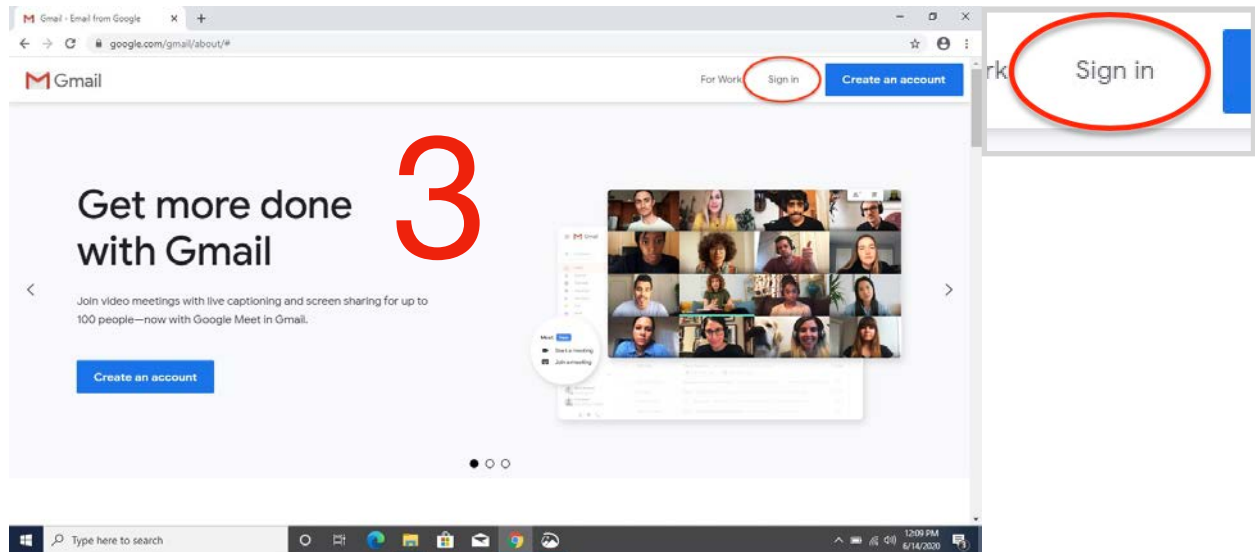 Gmail - Email from Google
google.com/gmail/about/#
Gmail
For Work
Sign in
Create an account
rk
Sign in
3
Get more done
with Gmail
Join video meetings with live captioning and screen sharing for up to
100 people—now with Google Meet in Gmail.
Create an account
Gmail
Meet
Start a meeting
Join a meeting
Type here to search
12:09 PM
6/14/2020